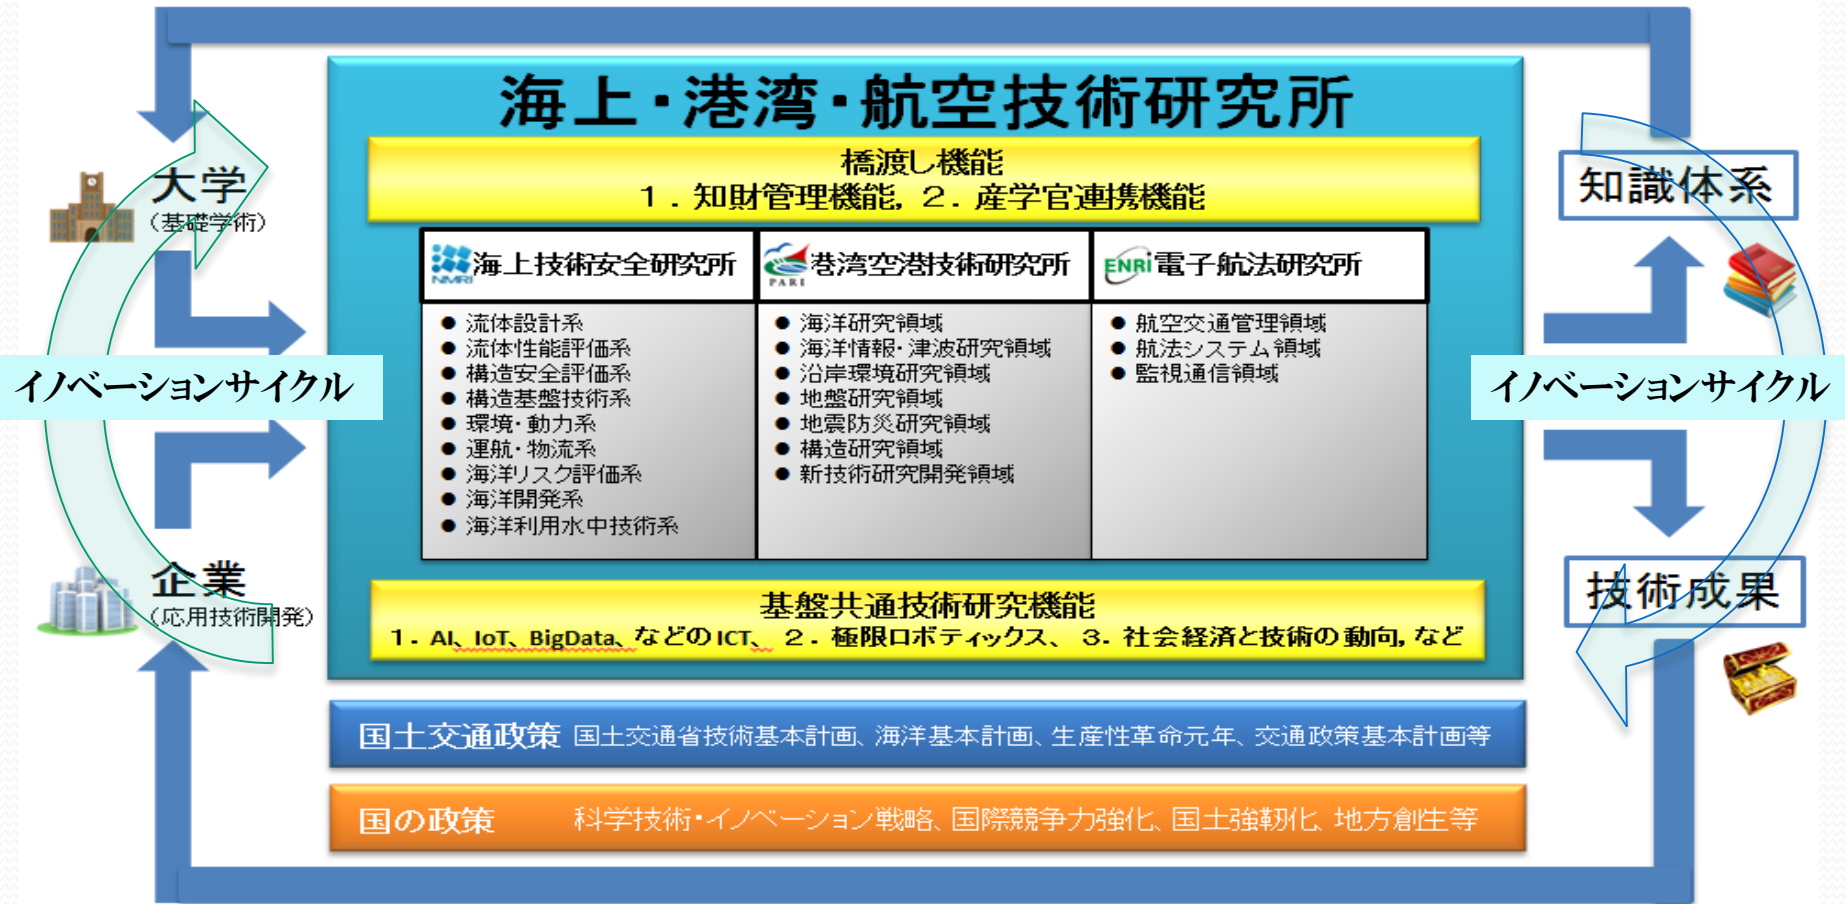 海上・港湾・航空技術研究所
橋渡し機能
1．知財管理機能, 2．産学官連携機能
大学
（基礎学術）
知識体系
NMRI 海上技術安全研究所
PARI 港湾空港技術研究所
ENRI 電子航法研究所
● 流体設計系
● 流体性能評価系
● 構造安全評価系
● 構造基盤技術系
● 環境・動力系
● 運航・物流系
● 海洋リスク評価系
● 海洋開発系
● 海洋利用水中技術系
● 海洋研究領域
● 海洋情報・津波研究領域
● 沿岸環境研究領域
● 地盤研究領域
● 地震防災研究領域
● 構造研究領域
● 新技術研究開発領域
● 航空交通管理領域
● 航法システム領域
● 監視通信領域
イノベーションサイクル
イノベーションサイクル
企業
（応用技術開発）
技術成果
基盤共通技術研究機能
1．AI、IoT、BigData、などのICT、 2．極限ロボティックス、 3．社会経済と技術の動向, など
国土交通政策 国土交通省技術基本計画、海洋基本計画、生産性革命元年、交通政策基本計画等
国の政策 科学技術・イノベーション戦略、国際競争力強化、国土強靱化、地方創生等